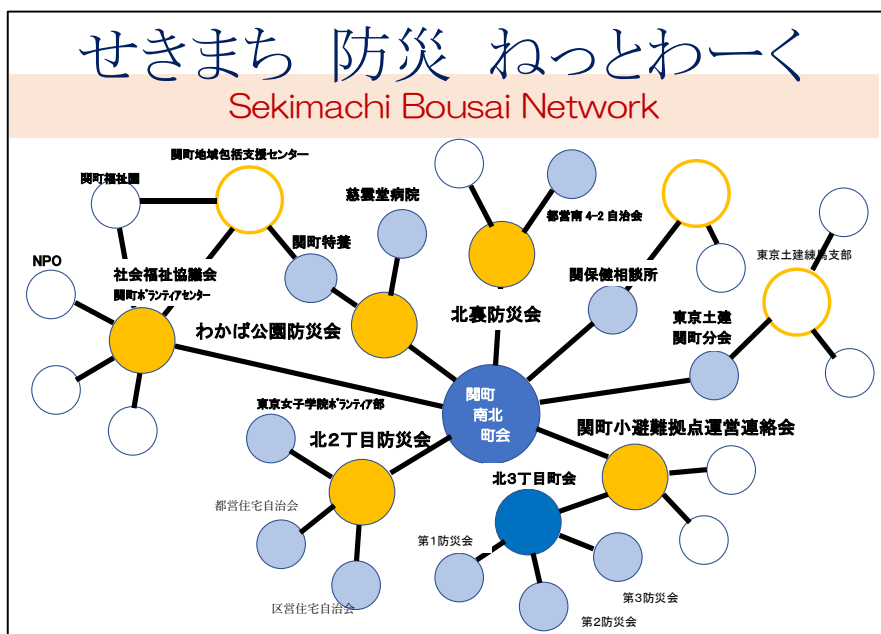 せきまち 防災 ねっとわーく
Sekimachi Bousai Network
関町地域包括支援センター
関町福祉園
慈雲堂病院
都営南4-2自治会
関町特養
東京土建練馬支部
NPO
社会福祉協議会
関町ボランティアセンター
関保健相談所
わかば公園防災会
北裏防災会
東京土建
関町分会
関町
南北
町会
東京女子学院ボランティア部
北2丁目防災会
関町小避難拠点運営連絡会
北3丁目町会
都営住宅自治会
第1防災会
第3防災会
区営住宅自治会
第2防災会